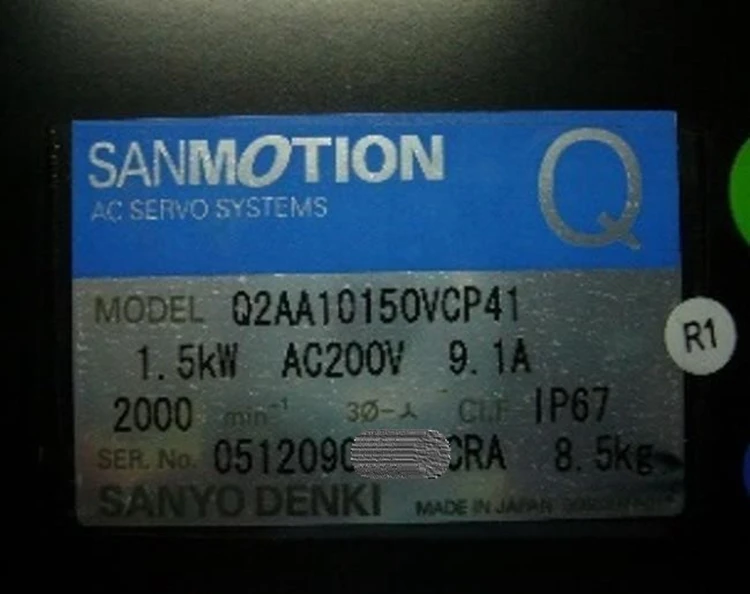 SANMOTION
Q
AC SERVO SYSTEMS
MODEL Q2AA10150VCP41
1.5kW AC200V 9.1A
R1
2000 min⁻¹ 3Ø-⅄ CI.F IP67
SER. No. 0512090 CRA 8.5kg
SANYO DENKI MADE IN JAPAN